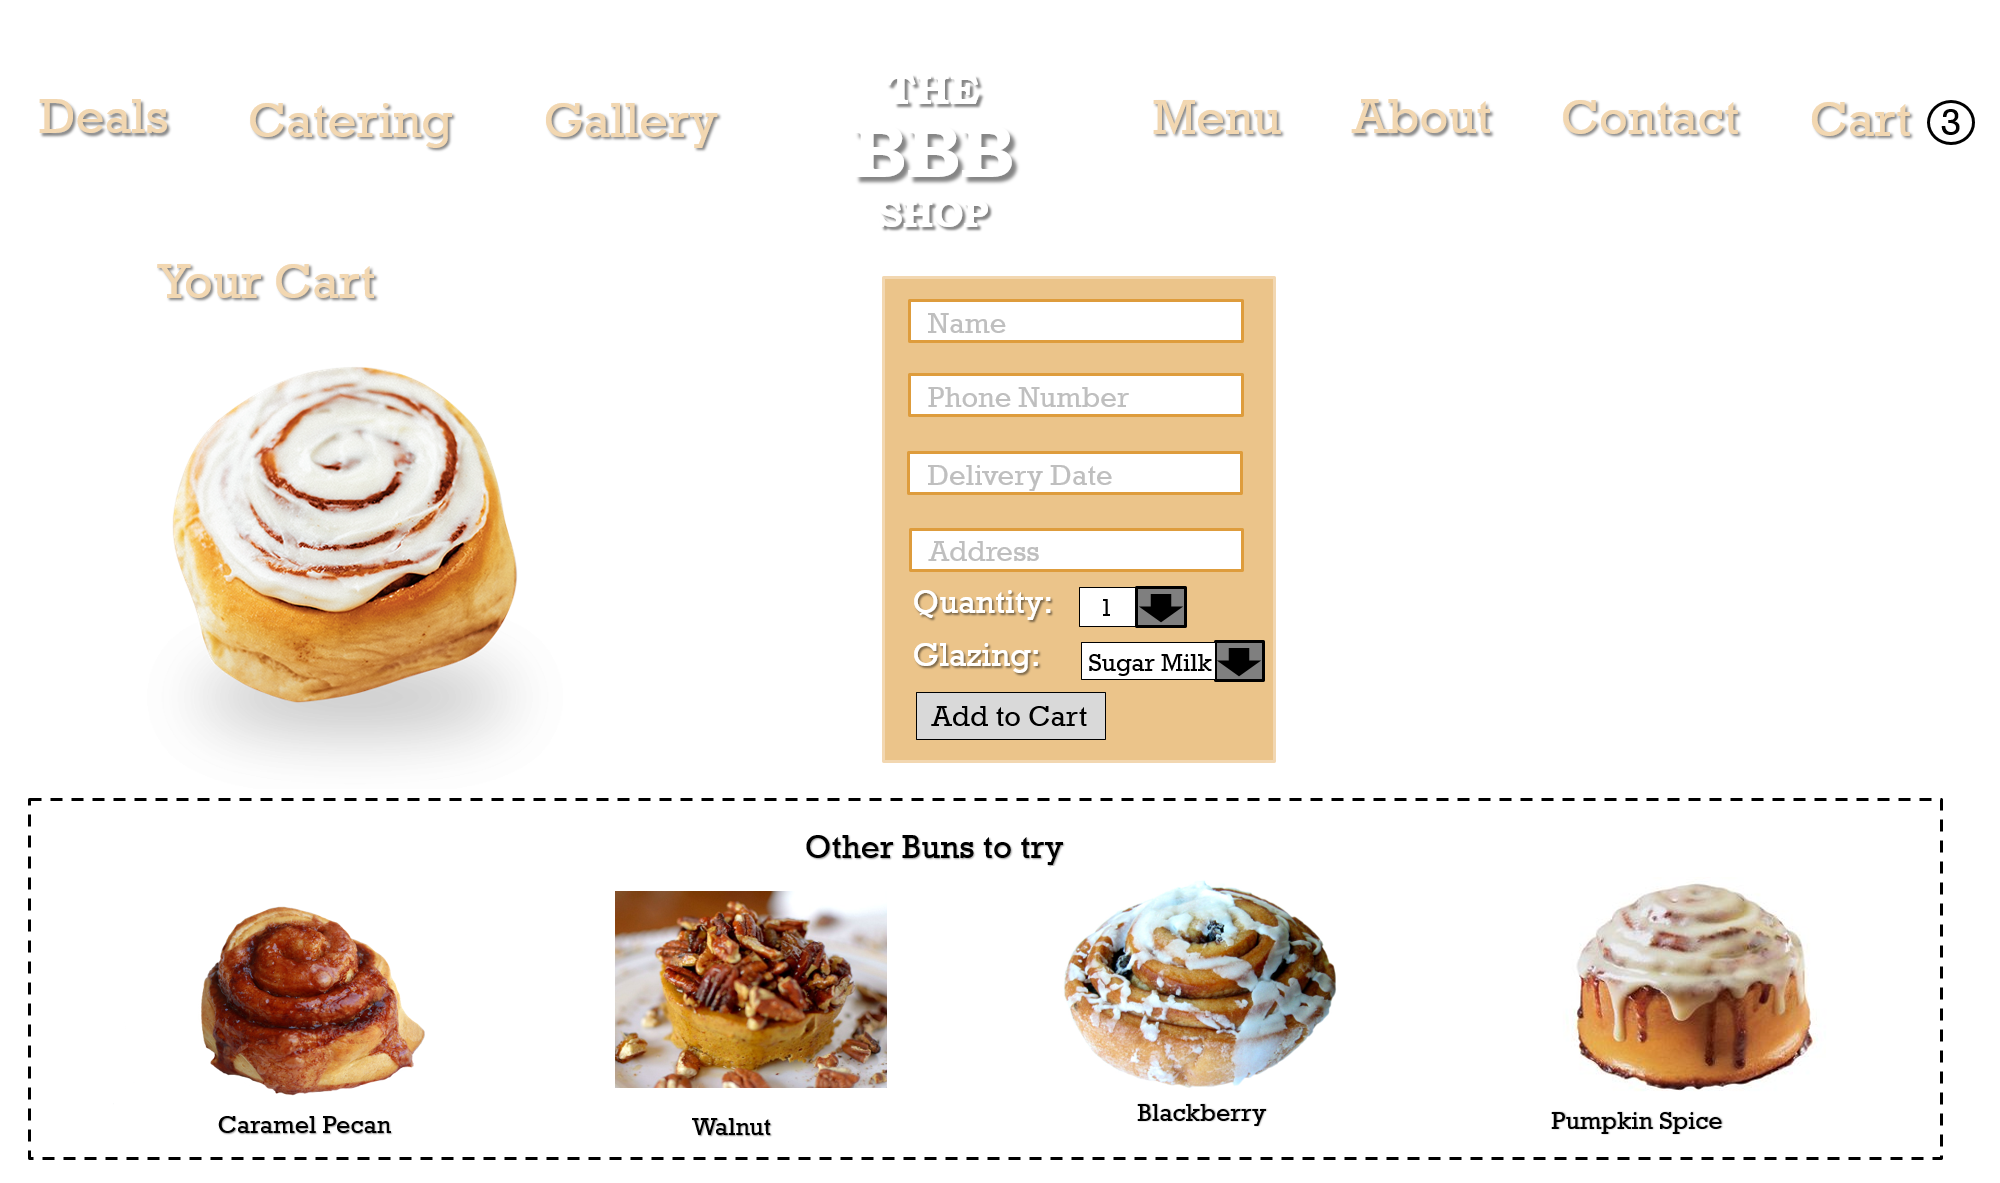 Deals
Catering
Gallery
THE
BBB
SHOP
Menu
About
Contact
Cart
3
Your Cart
Name
Phone Number
Delivery Date
Address
Quantity:
1
Glazing:
Sugar Milk
Add to Cart
Other Buns to try
Caramel Pecan
Walnut
Blackberry
Pumpkin Spice